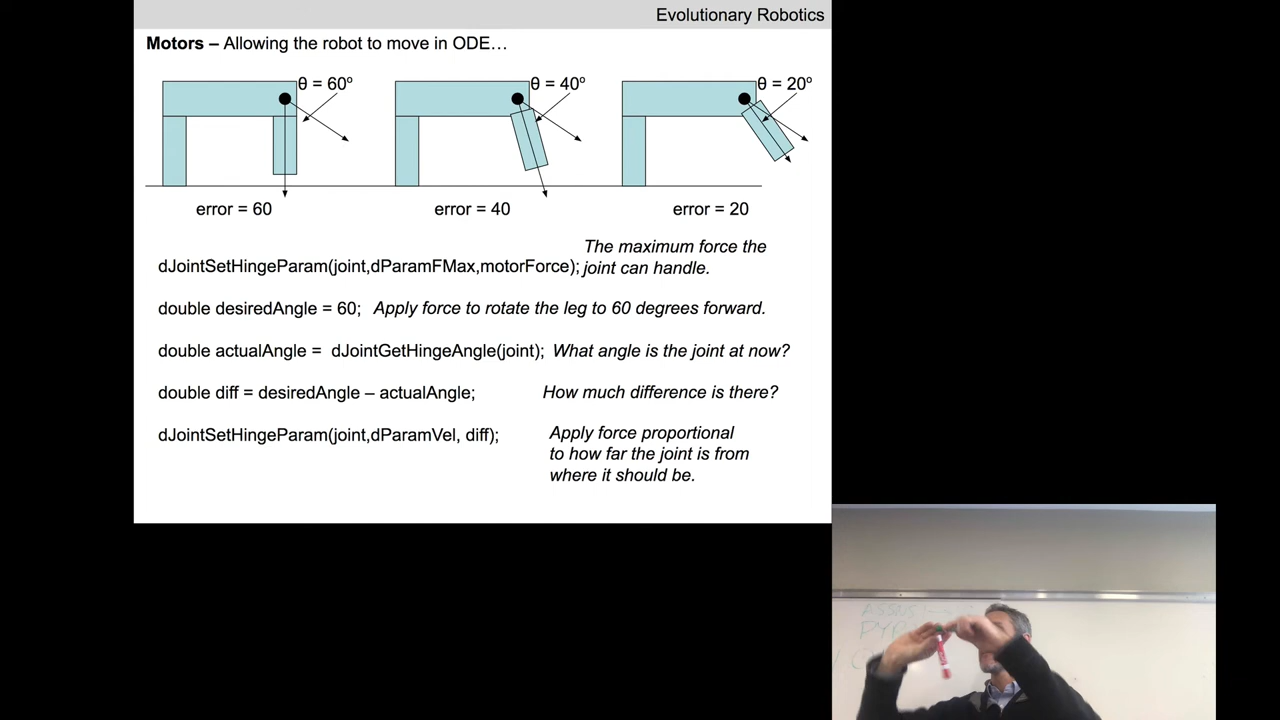 Evolutionary Robotics
Motors – Allowing the robot to move in ODE…
θ = 60º
θ = 40º
θ = 20º
error = 60
error = 40
error = 20
The maximum force the
joint can handle.
dJointSetHingeParam(joint,dParamFMax,motorForce);
double desiredAngle = 60; Apply force to rotate the leg to 60 degrees forward.
double actualAngle = dJointGetHingeAngle(joint); What angle is the joint at now?
double diff = desiredAngle – actualAngle; How much difference is there?
dJointSetHingeParam(joint,dParamVel, diff);
Apply force proportional
to how far the joint is from
where it should be.